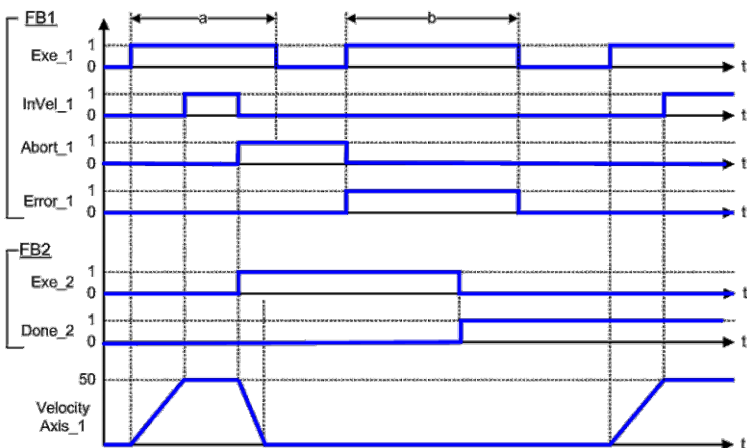 FB1
a
b
Exe_1
1
0
t
InVel_1
1
0
t
Abort_1
1
0
t
Error_1
1
0
t
FB2
Exe_2
1
0
t
Done_2
1
0
t
50
Velocity
Axis_1
t